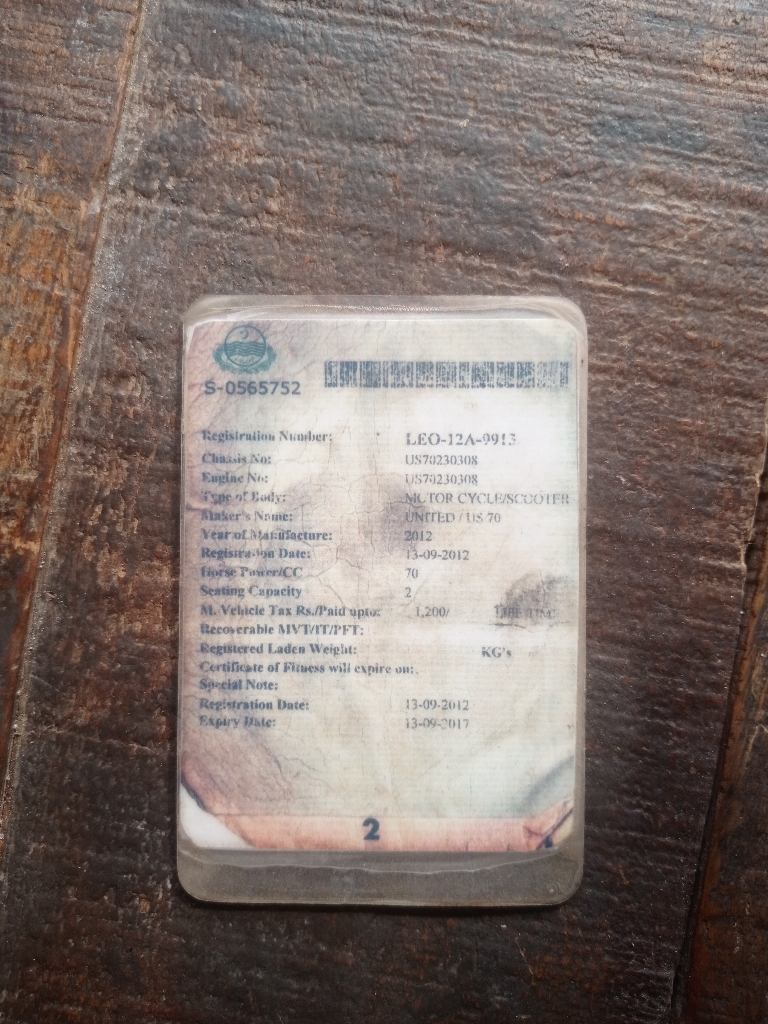 S-0565752
Registration Number: : LEO-12A-9913
Chassis No: US70230308
Engine No: US70230308
Type of Body: MOTOR CYCLE/SCOOTER
Maker's Name: UNITED / US 70
Year of Manufacture: 2012
Registration Date: 13-09-2012
Horse Power/CC 70
Seating Capacity 2
M. Vehicle Tax Rs./Paid upto: 1,200/ LIFE TIME
Recoverable MVT/IT/PFT:
Registered Laden Weight: KG's
Certificate of Fitness will expire on:
Special Note:
Registration Date: 13-09-2012
Expiry Date: 13-09-2017
2